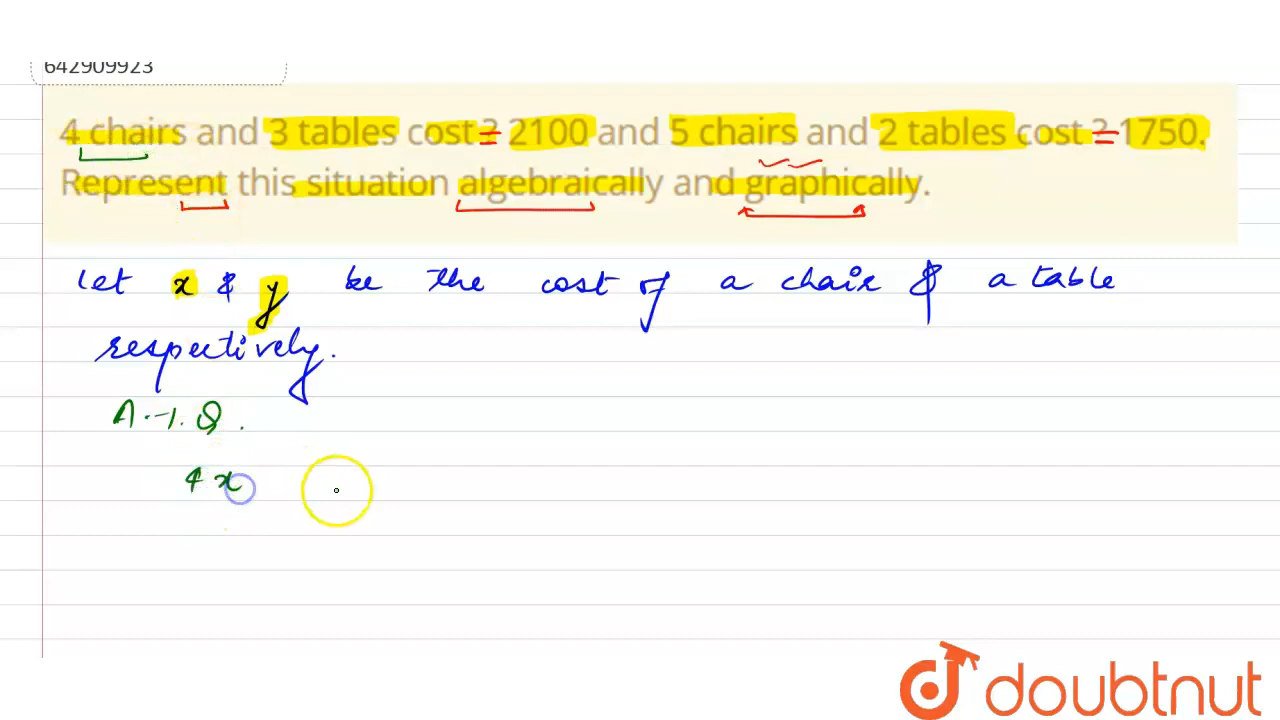 642909923
4 chairs and 3 tables cost ? 2100 and 5 chairs and 2 tables cost ? 1750.
Represent this situation algebraically and graphically.
let x & y be the cost of a chair & a table
respectively.
A.T.Q.
4x
doubtnut